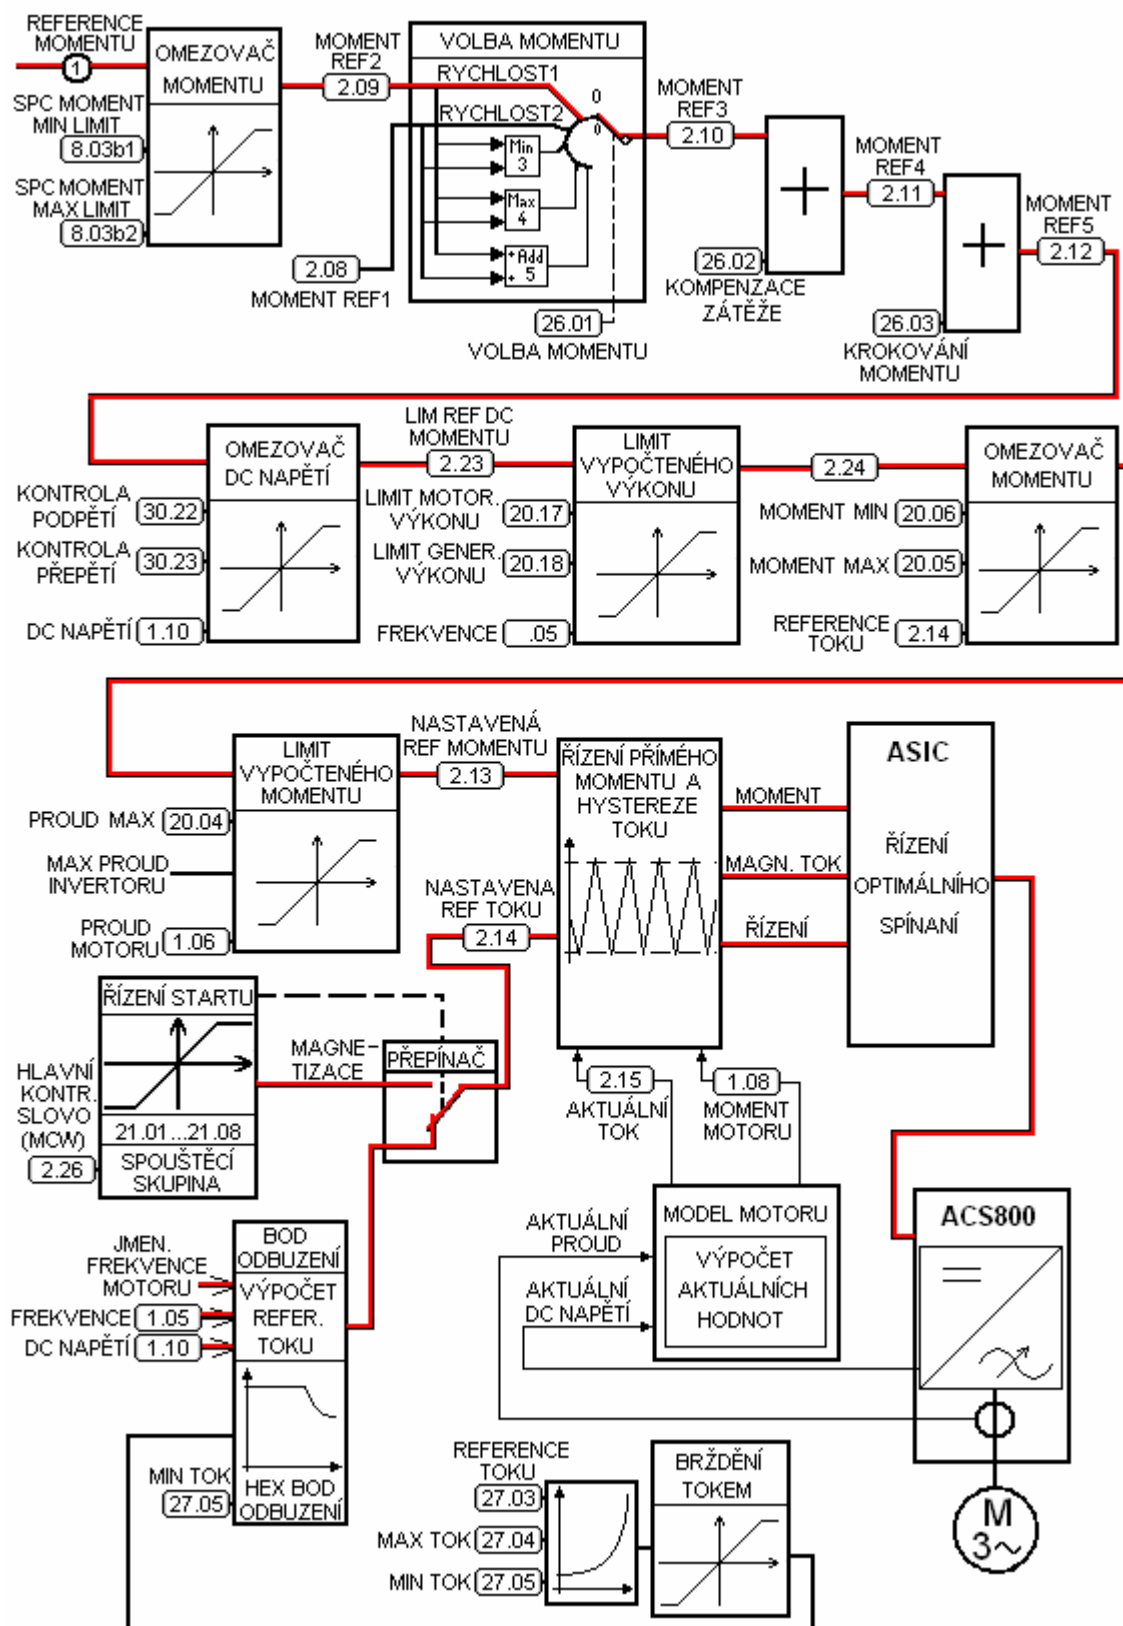 REFERENCE
MOMENTU
1
SPC MOMENT
MIN LIMIT
8.03b1
SPC MOMENT
MAX LIMIT
8.03b2
OMEZOVAČ
MOMENTU
MOMENT
REF2
2.09
VOLBA MOMENTU
RYCHLOST1
RYCHLOST2
0
0
Min
3
Max
4
+ Add
+ 5
2.08
MOMENT REF1
26.01
VOLBA MOMENTU
MOMENT
REF3
2.10
26.02
KOMPENZACE
ZÁTĚŽE
MOMENT
REF4
2.11
26.03
KROKOVÁNÍ
MOMENTU
MOMENT
REF5
2.12
OMEZOVAČ
DC NAPĚTÍ
KONTROLA
PODPĚTÍ
30.22
KONTROLA
PŘEPĚTÍ
30.23
DC NAPĚTÍ
1.10
LIM REF DC
MOMENTU
2.23
LIMIT MOTOR.
VÝKONU
20.17
LIMIT GENER.
VÝKONU
20.18
FREKVENCE
.05
LIMIT
VYPOČTENÉHO
VÝKONU
2.24
MOMENT MIN
20.06
MOMENT MAX
20.05
REFERENCE
TOKU
2.14
OMEZOVAČ
MOMENTU
LIMIT
VYPOČTENÉHO
MOMENTU
PROUD MAX
20.04
MAX PROUD
INVERTORU
PROUD
MOTORU
1.06
NASTAVENÁ
REF MOMENTU
2.13
NASTAVENA
REF TOKU
2.14
ŘÍZENÍ PŘÍMÉHO
MOMENTU A
HYSTEREZE
TOKU
MOMENT
MAGN. TOK
ŘÍZENÍ
ASIC
ŘÍZENÍ
OPTIMÁLNÍHO
SPÍNANÍ
ŘÍZENÍ STARTU
HLAVNÍ
KONTR.
SLOVO
(MCW)
2.26
21.01...21.08
SPOUŠTĚCÍ
SKUPINA
MAGNE-
TIZACE
PŘEPÍNAČ
2.15
AKTUÁLNÍ
TOK
1.08
MOMENT
MOTORU
MODEL MOTORU
VÝPOČET
AKTUÁLNÍCH
HODNOT
AKTUÁLNÍ
PROUD
AKTUÁLNÍ
DC NAPĚTÍ
ACS800
JMEN.
FREKVENCE
MOTORU
FREKVENCE
1.05
DC NAPĚTÍ
1.10
BOD
ODBUZENÍ
VÝPOČET
REFER.
TOKU
MIN TOK
27.05
HEX BOD
ODBUZENÍ
REFERENCE
TOKU
27.03
MAX TOK
27.04
MIN TOK
27.05
BRŽDĚNÍ
TOKEM
M
3~